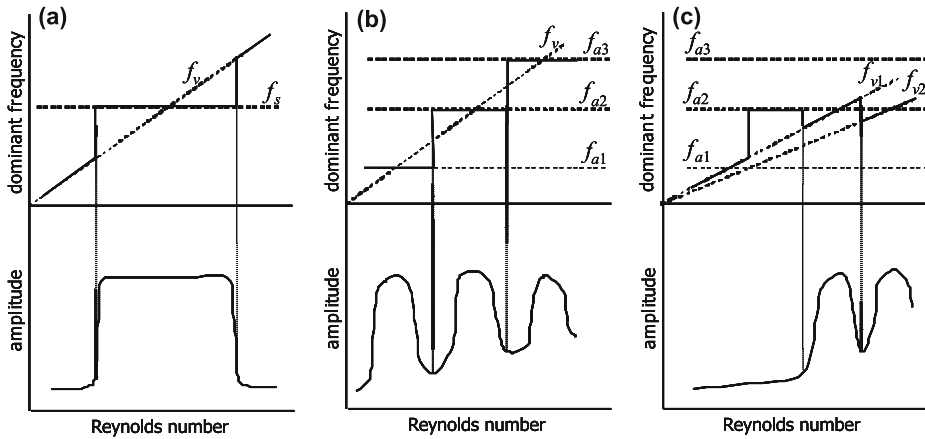 (a)
dominant frequency
f_v
f_s
amplitude
Reynolds number
(b)
dominant frequency
f_v
f_a3
f_a2
f_a1
amplitude
Reynolds number
(c)
dominant frequency
f_a3
f_a2
f_a1
f_v1
f_v2
amplitude
Reynolds number